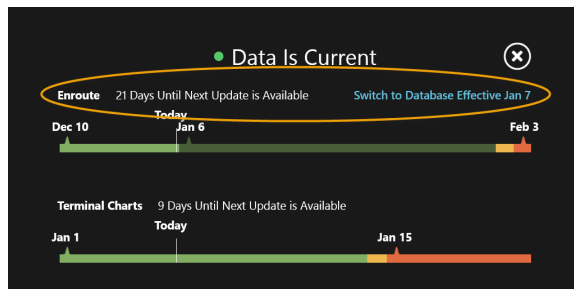 Data Is Current
Enroute 21 Days Until Next Update is Available Switch to Database Effective Jan 7
Today
Dec 10 Jan 6 Feb 3
Terminal Charts 9 Days Until Next Update is Available
Today
Jan 1 Jan 15